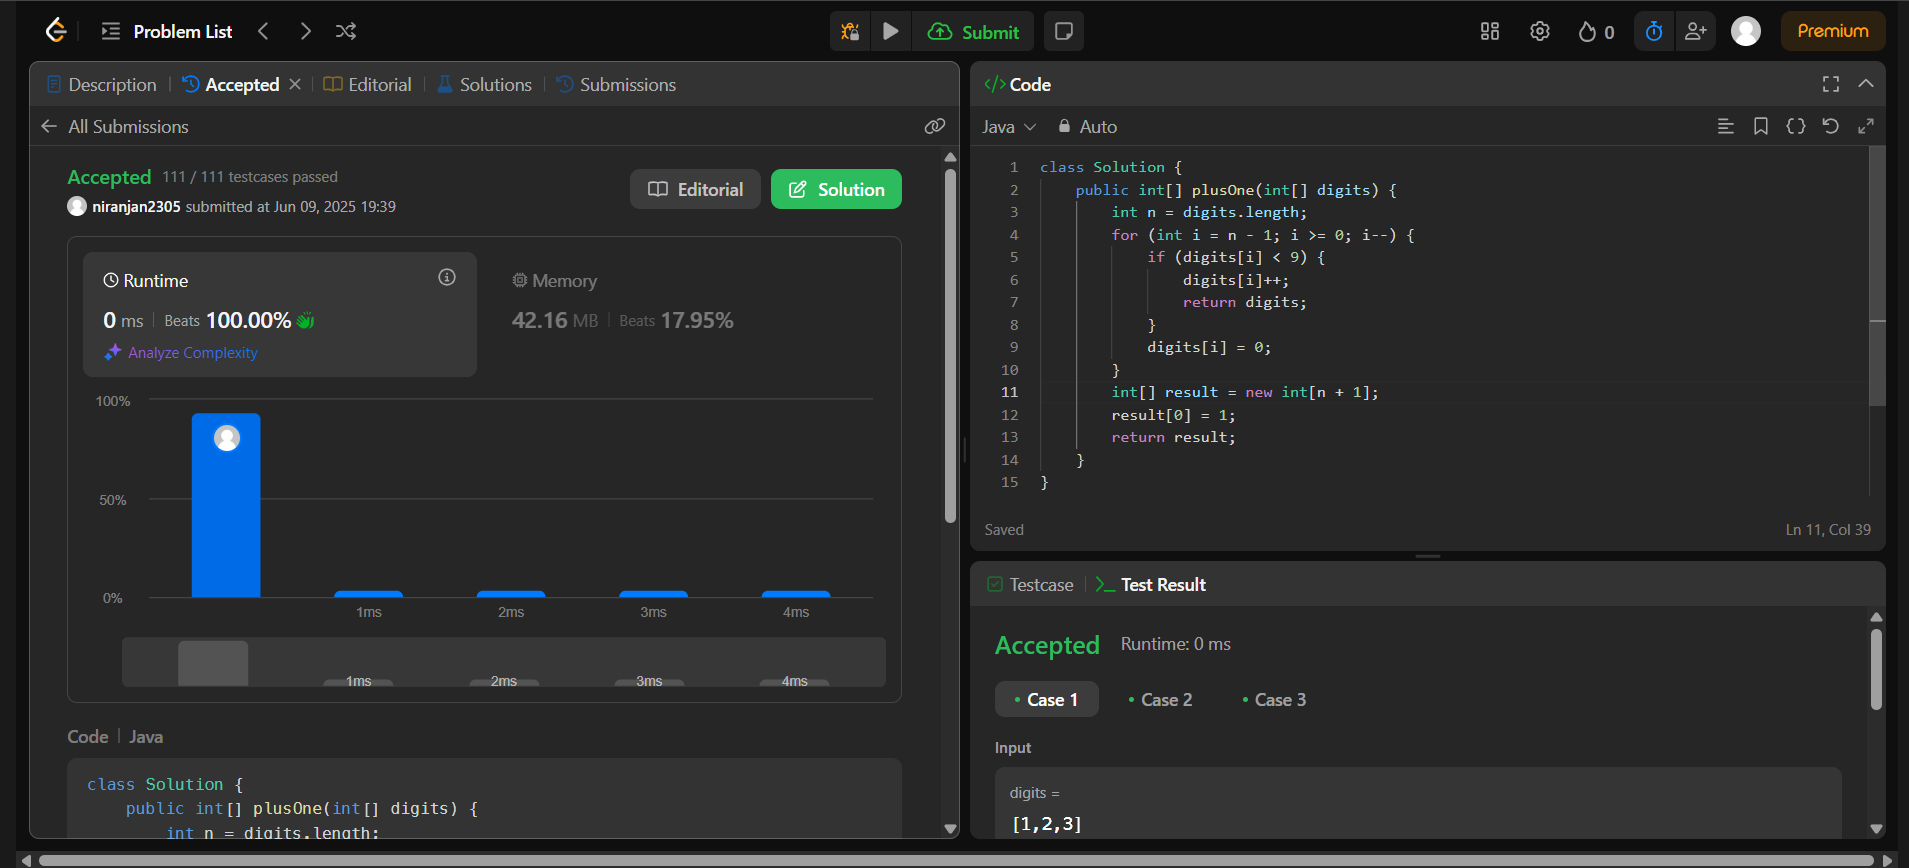 Problem List
Submit
0
Premium
Description
Accepted
Editorial
Solutions
Submissions
All Submissions
Accepted 111 / 111 testcases passed
niranjan2305 submitted at Jun 09, 2025 19:39
Editorial
Solution
Runtime
0 ms | Beats 100.00%
Analyze Complexity
Memory
42.16 MB | Beats 17.95%
100%
50%
0%
1ms
2ms
3ms
4ms
1ms
2ms
3ms
4ms
Code | Java
class Solution {
    public int[] plusOne(int[] digits) {
        int n = digits.length;
</> Code
Java
Auto
1 class Solution {
2     public int[] plusOne(int[] digits) {
3         int n = digits.length;
4         for (int i = n - 1; i >= 0; i--) {
5             if (digits[i] < 9) {
6                 digits[i]++;
7                 return digits;
8             }
9             digits[i] = 0;
10         }
11         int[] result = new int[n + 1];
12         result[0] = 1;
13         return result;
14     }
15 }
Saved
Ln 11, Col 39
Testcase
Test Result
Accepted Runtime: 0 ms
Case 1
Case 2
Case 3
Input
digits =
[1,2,3]